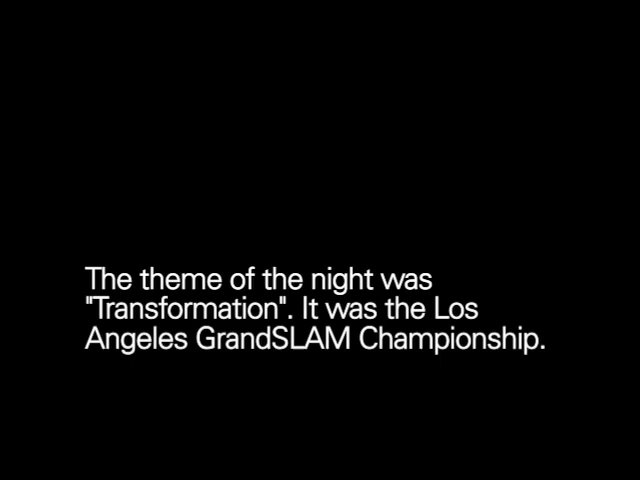 The theme of the night was
"Transformation". It was the Los
Angeles GrandSLAM Championship.